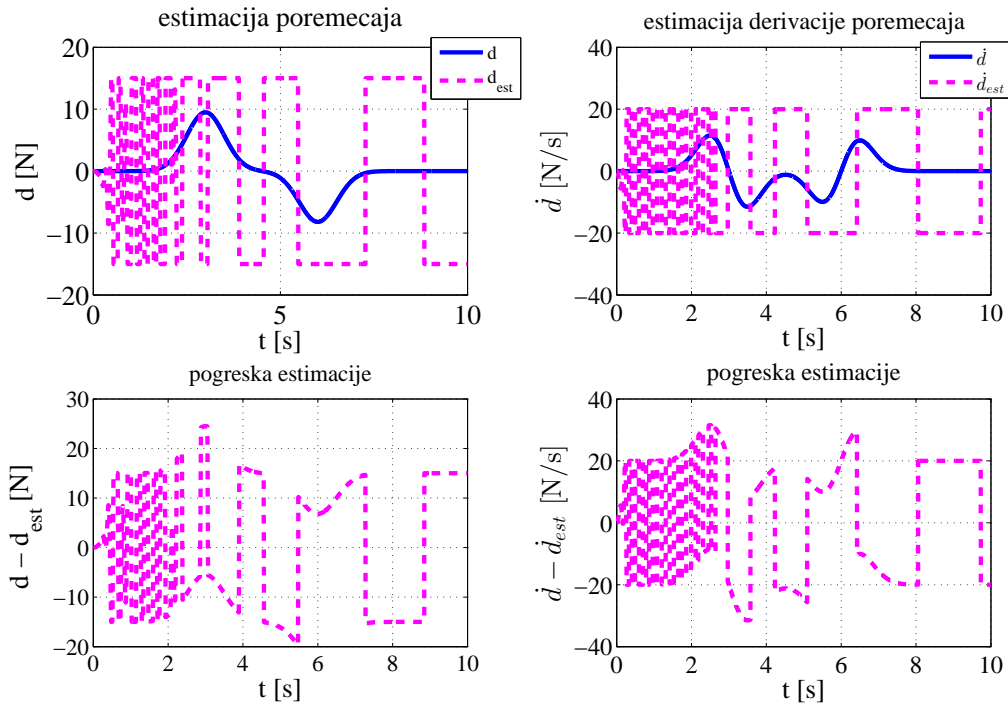 estimacija poremecaja
d
d_est
20
10
0
−10
−20
d [N]
0
5
10
t [s]
estimacija derivacije poremecaja
ḋ
ḋ_est
40
20
0
−20
−40
ḋ [N/s]
0
2
4
6
8
10
t [s]
pogreska estimacije
30
20
10
0
−10
−20
d − d_est [N]
0
2
4
6
8
10
t [s]
pogreska estimacije
40
20
0
−20
−40
ḋ − ḋ_est [N/s]
0
2
4
6
8
10
t [s]